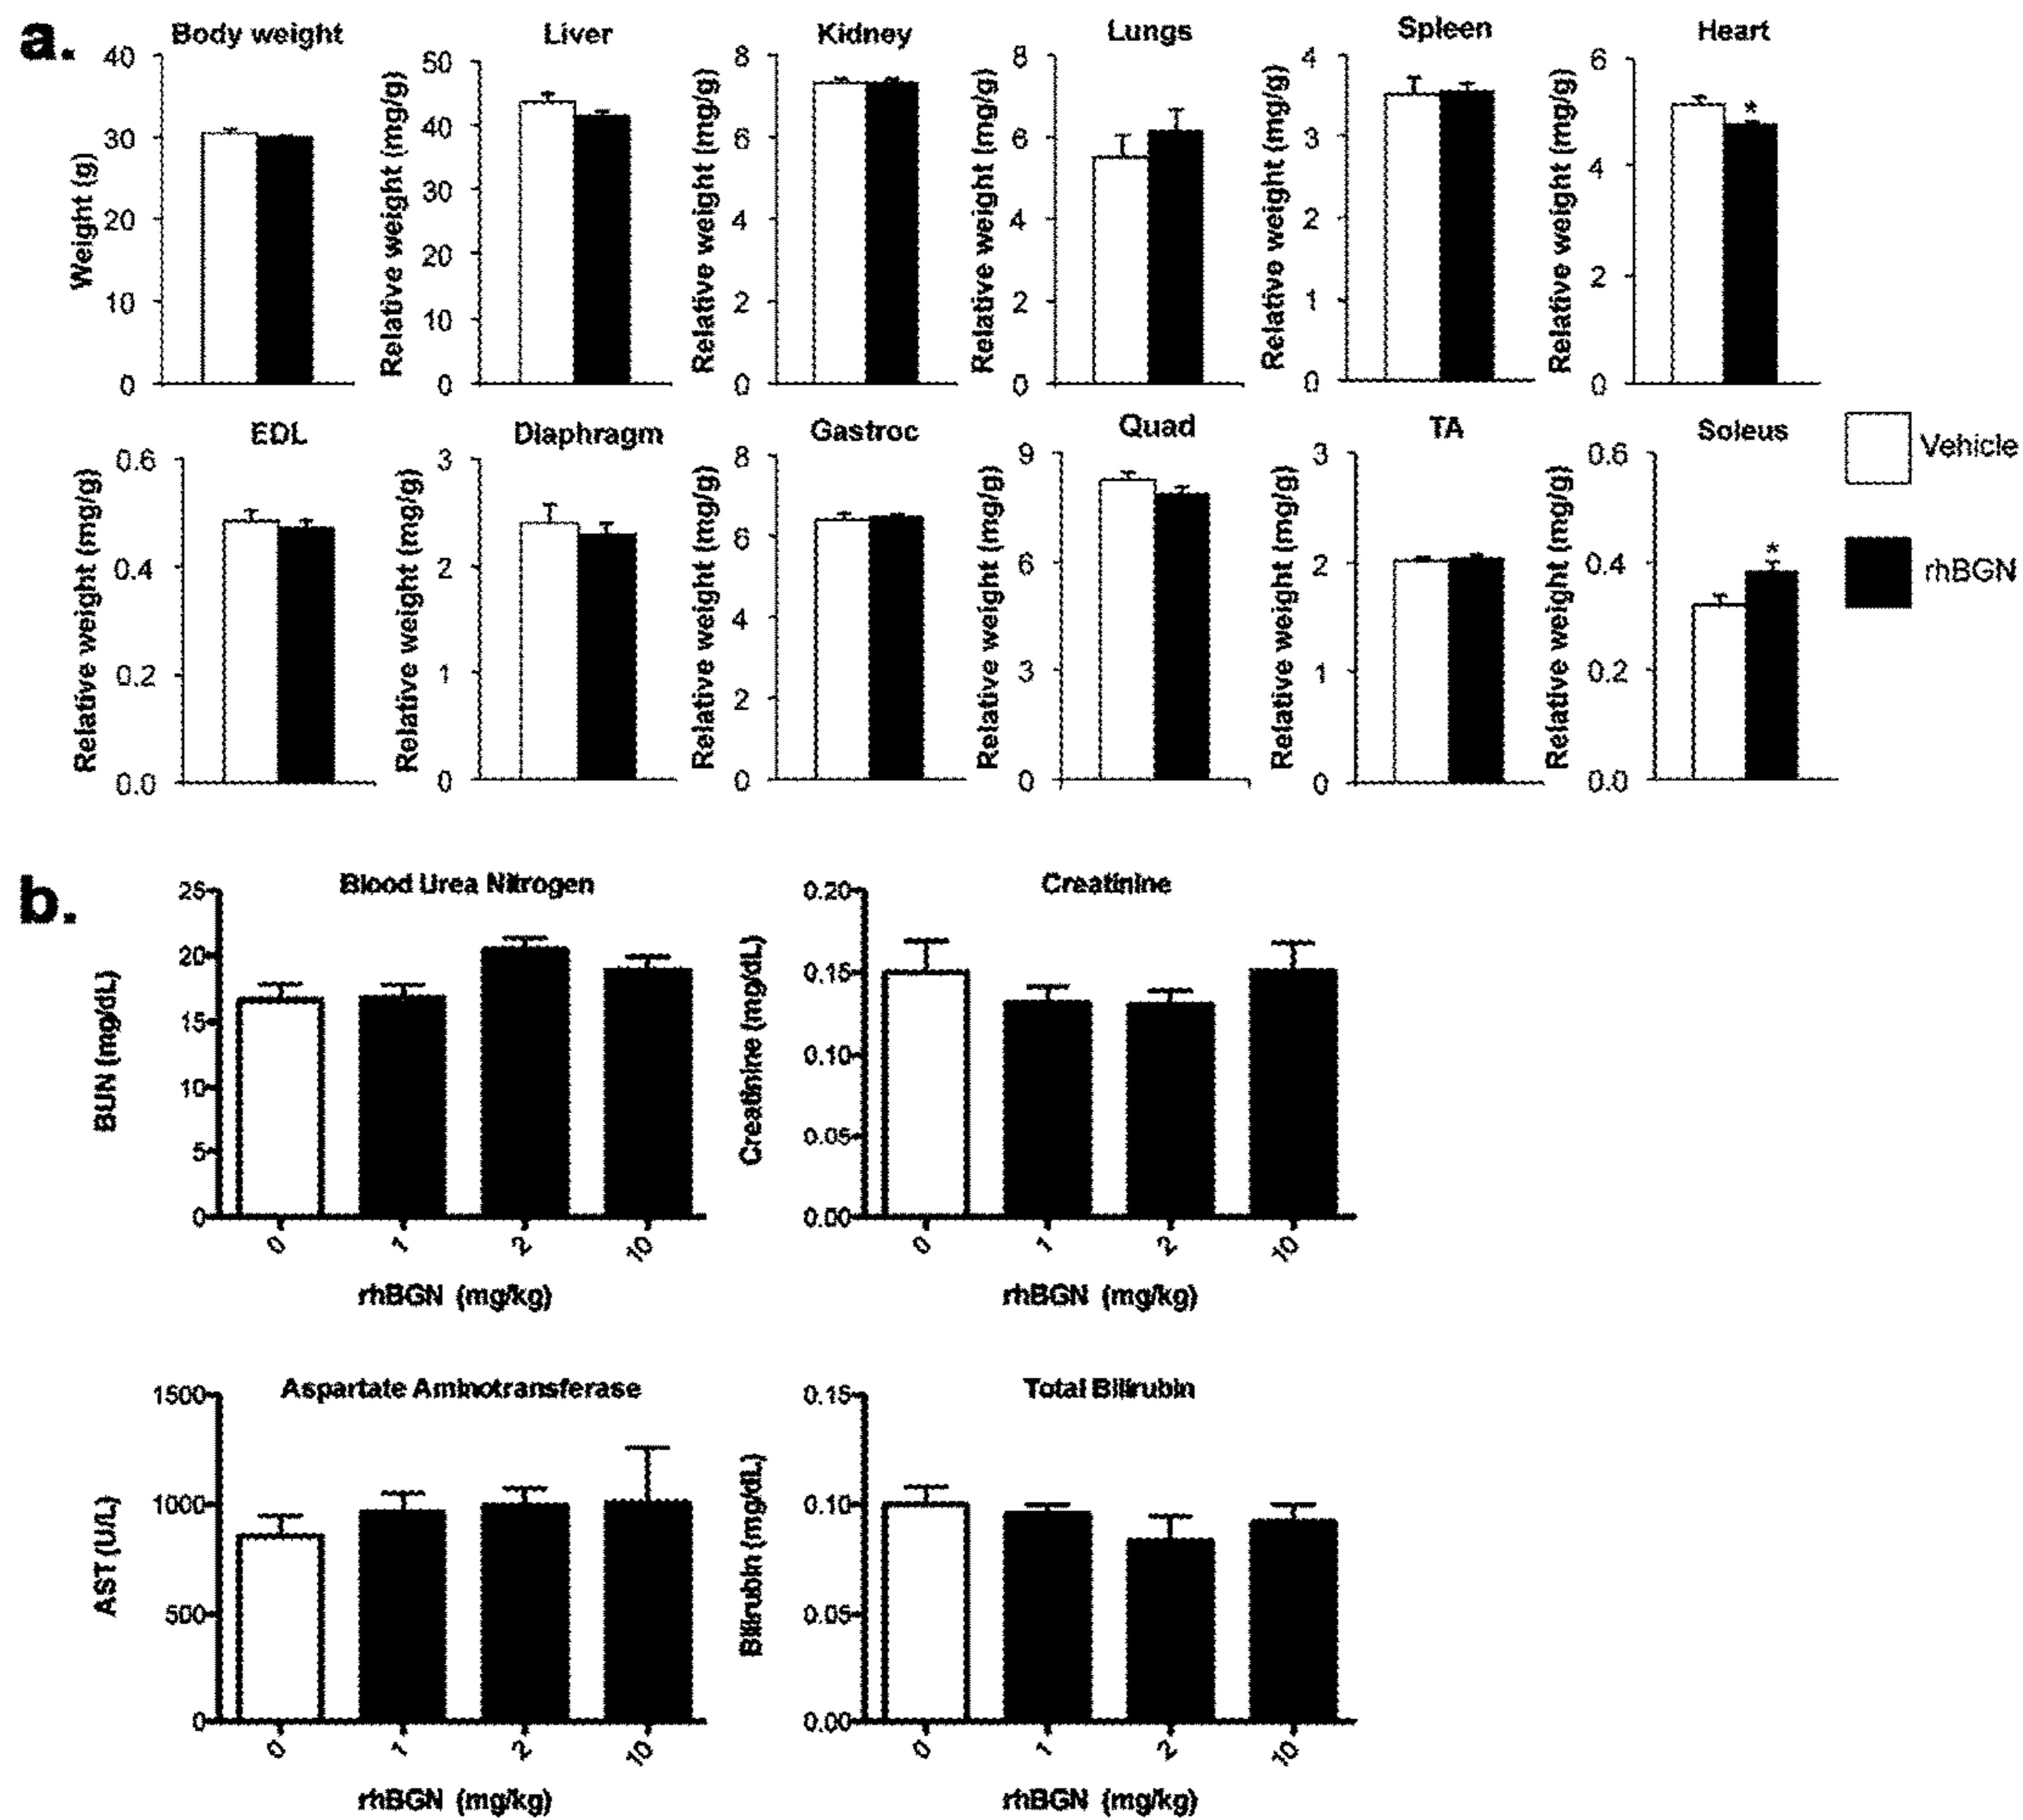 a.
Body weight
Liver
Kidney
Lungs
Spleen
Heart
Weight (g)
40
30
20
10
0
Relative weight (mg/g)
50
40
30
20
10
0
Relative weight (mg/g)
8
6
4
2
0
Relative weight (mg/g)
8
6
4
2
0
Relative weight (mg/g)
4
3
2
1
0
Relative weight (mg/g)
6
4
2
0
*
EDL
Diaphragm
Gastroc
Quad
TA
Soleus
Relative weight (mg/g)
0.6
0.4
0.2
0.0
Relative weight (mg/g)
3
2
1
0
Relative weight (mg/g)
8
6
4
2
0
Relative weight (mg/g)
9
6
3
0
Relative weight (mg/g)
3
2
1
0
Relative weight (mg/g)
0.6
0.4
0.2
0.0
*
Vehicle
rhBGN
b.
Blood Urea Nitrogen
BUN (mg/dL)
25
20
15
10
5
0
0 1 2 10
rhBGN (mg/kg)
Creatinine
Creatinine (mg/dL)
0.20
0.15
0.10
0.05
0.00
0 1 2 10
rhBGN (mg/kg)
Aspartate Aminotransferase
AST (U/L)
1500
1000
500
0
0 1 2 10
rhBGN (mg/kg)
Total Bilirubin
Bilirubin (mg/dL)
0.15
0.10
0.05
0.00
0 1 2 10
rhBGN (mg/kg)